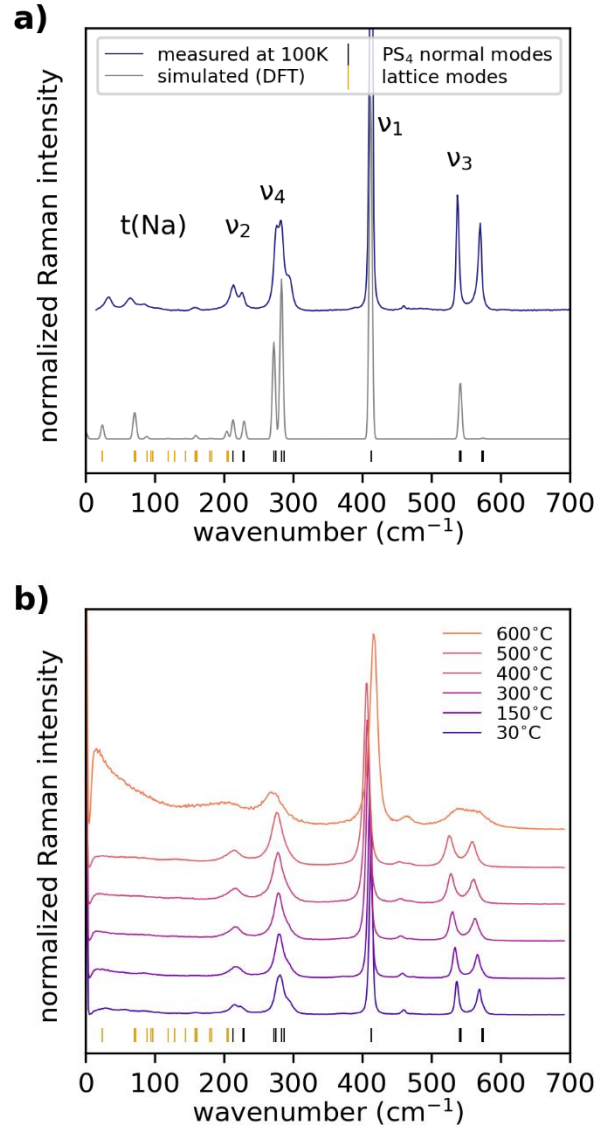 a)
measured at 100K
simulated (DFT)
PS₄ normal modes
lattice modes
ν₁
ν₃
ν₄
t(Na)
ν₂
normalized Raman intensity
0 100 200 300 400 500 600 700
wavenumber (cm⁻¹)
b)
600°C
500°C
400°C
300°C
150°C
30°C
normalized Raman intensity
0 100 200 300 400 500 600 700
wavenumber (cm⁻¹)